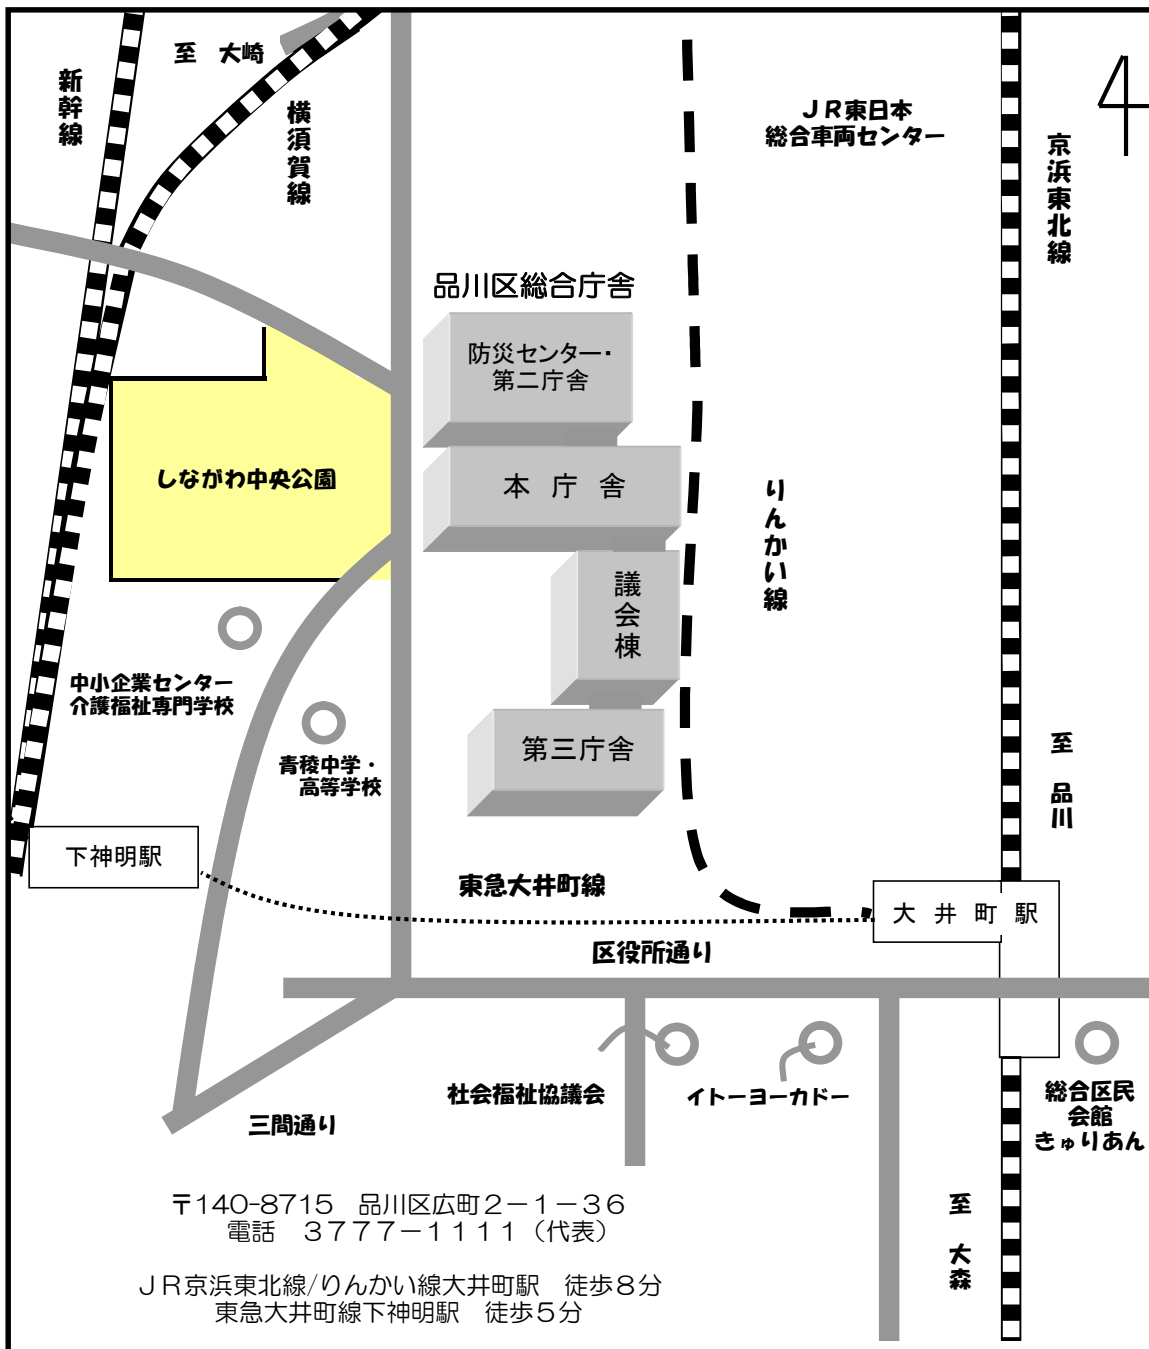 至　大崎
新幹線
横須賀線
ＪＲ東日本
総合車両センター
京浜東北線
品川区総合庁舎
防災センター・
第二庁舎
しながわ中央公園
本　庁　舎
りんかい線
議会棟
中小企業センター
介護福祉専門学校
青稜中学・
高等学校
第三庁舎
至　品川
下神明駅
東急大井町線
大　井　町　駅
区役所通り
社会福祉協議会
イトーヨーカドー
総合区民
会館
きゅりあん
三間通り
至　大森
〒140-8715　品川区広町２－１－３６
電話　３７７７－１１１１（代表）
ＪＲ京浜東北線/りんかい線大井町駅　徒歩８分
東急大井町線下神明駅　徒歩５分